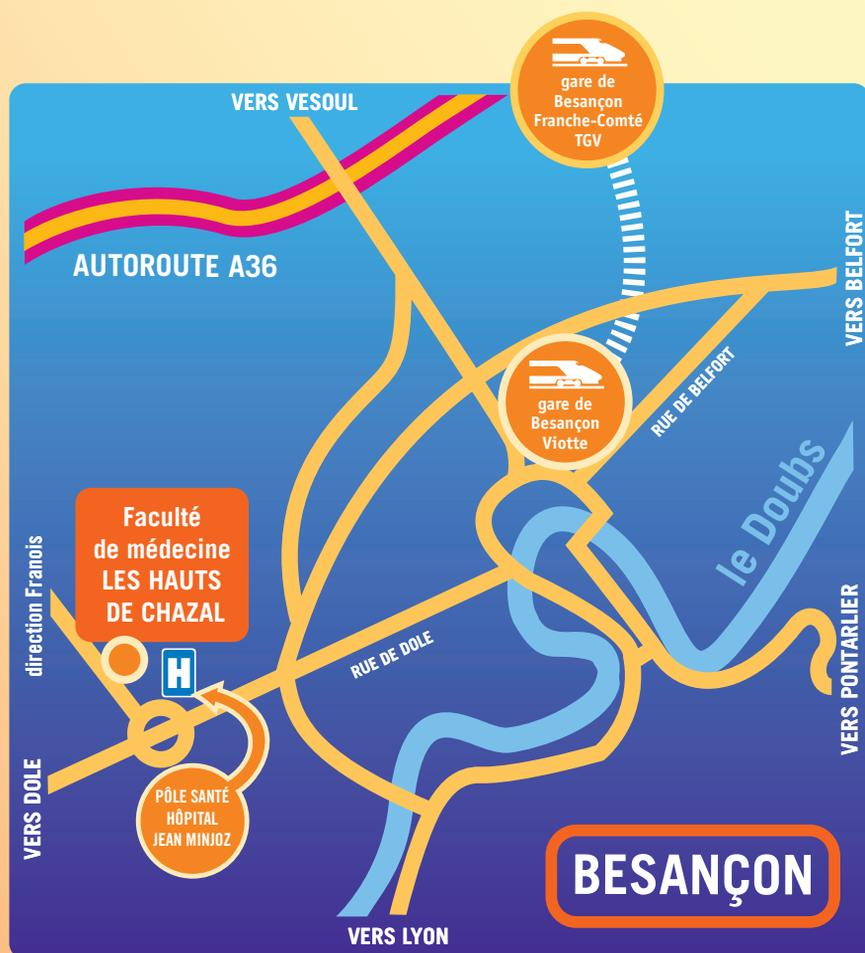 gare de
Besançon
Franche-Comté
TGV
VERS VESOUL
AUTOROUTE A36
VERS BELFORT
gare de
Besançon
Viotte
RUE DE BELFORT
le Doubs
Faculté
de médecine
LES HAUTS
DE CHAZAL
direction Franois
H
RUE DE DOLE
VERS PONTARLIER
VERS DOLE
PÔLE SANTÉ
HÔPITAL
JEAN MINJOZ
BESANÇON
VERS LYON